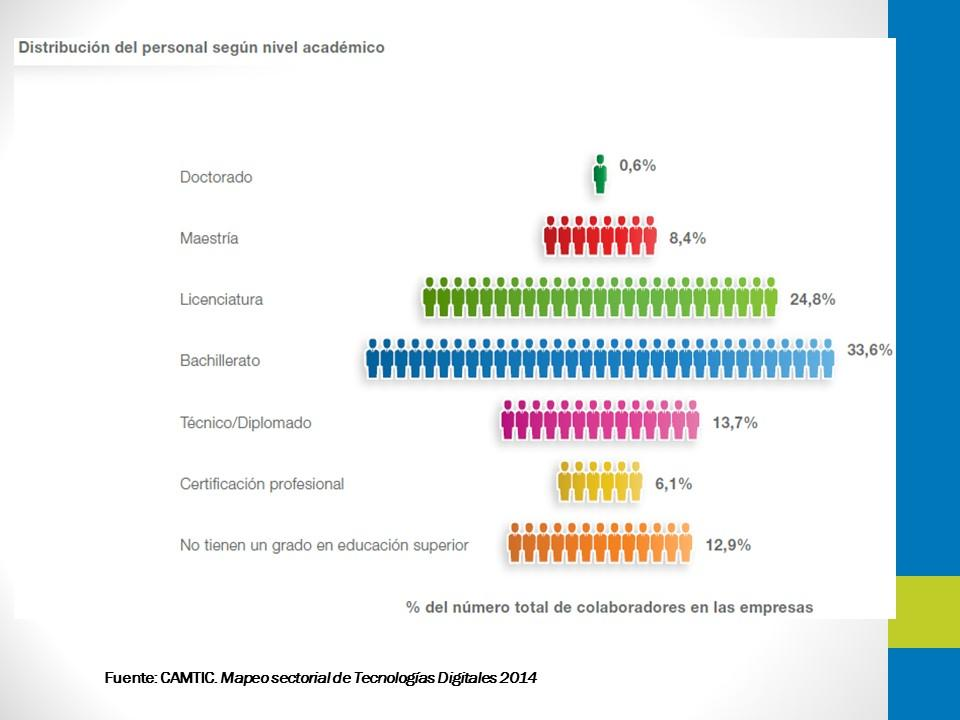 Distribución del personal según nivel académico
Doctorado 0,6%
Maestría 8,4%
Licenciatura 24,8%
Bachillerato 33,6%
Técnico/Diplomado 13,7%
Certificación profesional 6,1%
No tienen un grado en educación superior 12,9%
% del número total de colaboradores en las empresas
Fuente: CAMTIC. Mapeo sectorial de Tecnologías Digitales 2014